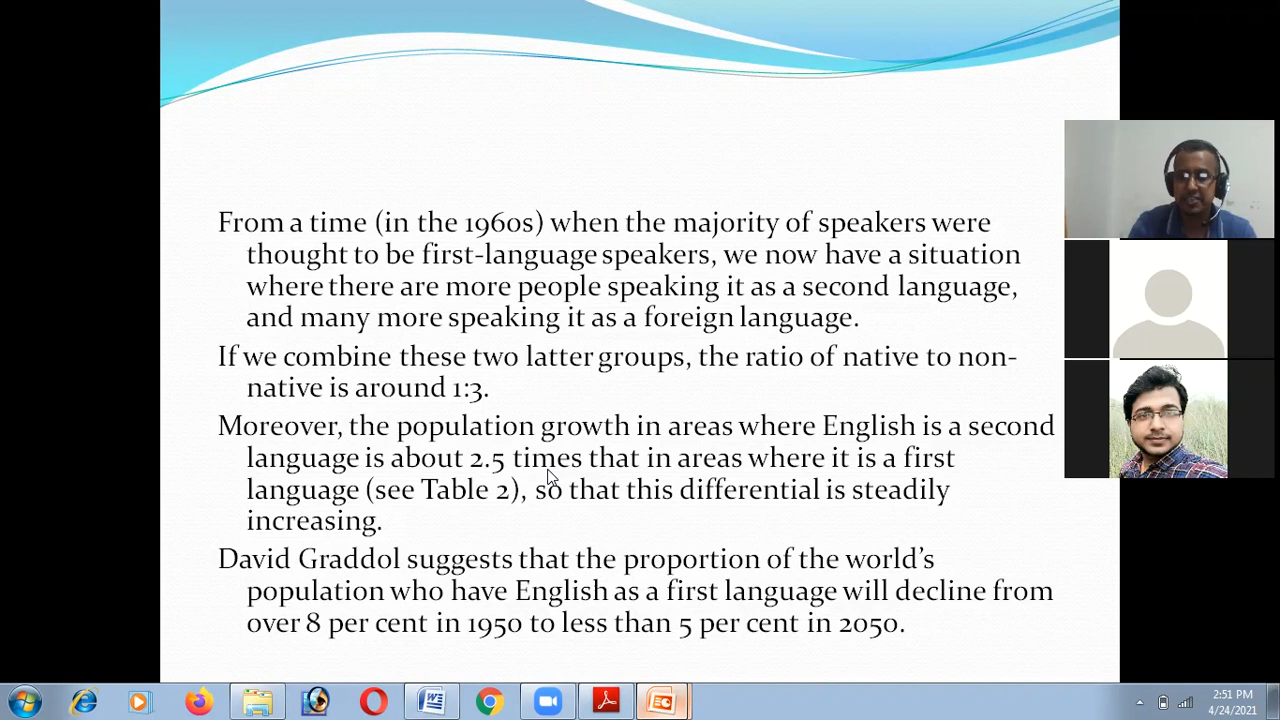 From a time (in the 1960s) when the majority of speakers were
thought to be first-language speakers, we now have a situation
where there are more people speaking it as a second language,
and many more speaking it as a foreign language.
If we combine these two latter groups, the ratio of native to non-
native is around 1:3.
Moreover, the population growth in areas where English is a second
language is about 2.5 times that in areas where it is a first
language (see Table 2), so that this differential is steadily
increasing.
David Graddol suggests that the proportion of the world's
population who have English as a first language will decline from
over 8 per cent in 1950 to less than 5 per cent in 2050.
2:51 PM
4/24/2021